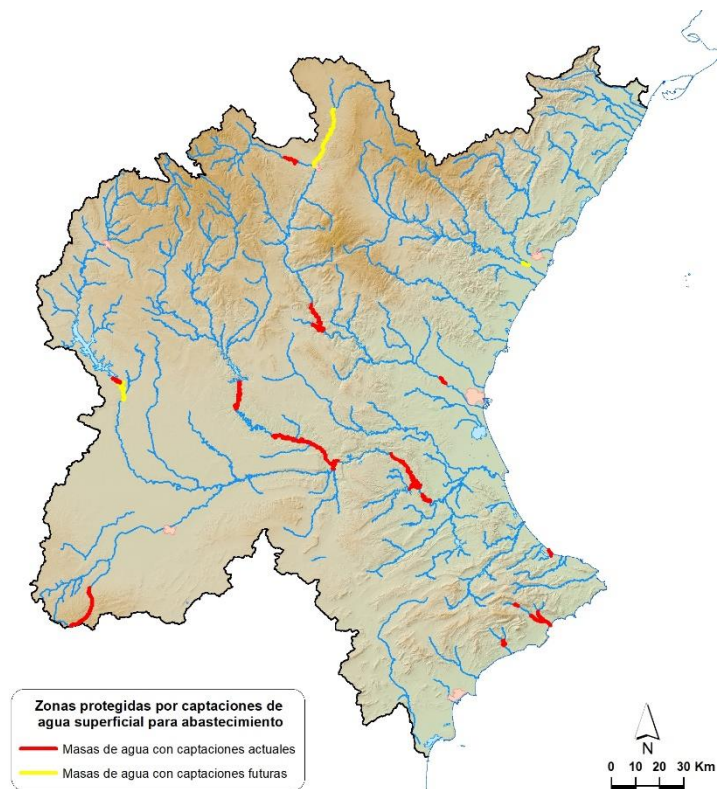 Zonas protegidas por captaciones de
agua superficial para abastecimiento
Masas de agua con captaciones actuales
Masas de agua con captaciones futuras
N
0 10 20 30 Km